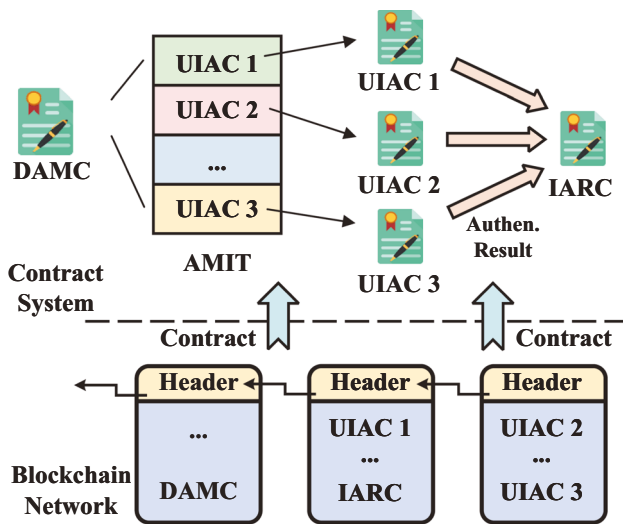 DAMC
UIAC 1
UIAC 2
...
UIAC 3
AMIT
UIAC 1
UIAC 2
UIAC 3
IARC
Authen.
Result
Contract
System
Contract
Contract
Header
...
DAMC
Header
UIAC 1
...
IARC
Header
UIAC 2
...
UIAC 3
Blockchain
Network